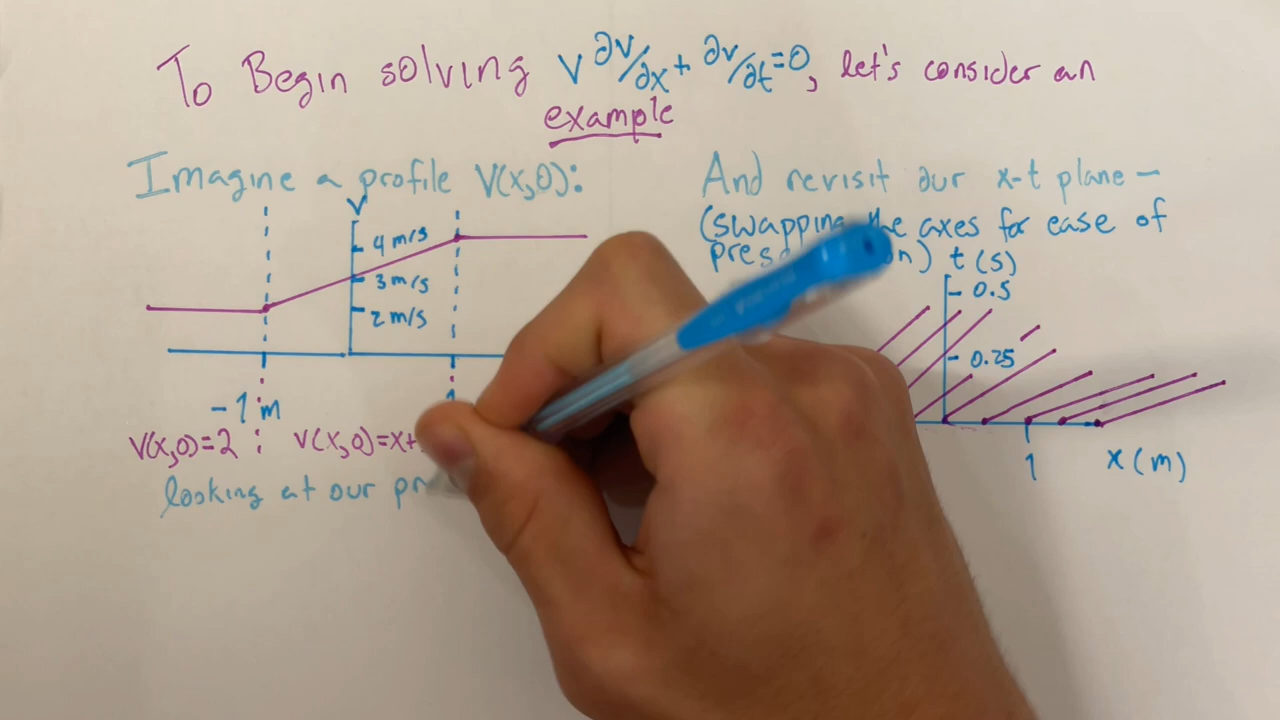 To Begin solving v ∂v/∂x + ∂v/∂t = 0, let's consider an
example
Imagine a profile V(x,0):
V
4 m/s
3 m/s
2 m/s
-1 m
V(x,0)=2 V(x,0)=x+
looking at our
And revisit our x-t plane -
(swapping the axes for ease of
t (s)
0.5
0.25
1
x (m)